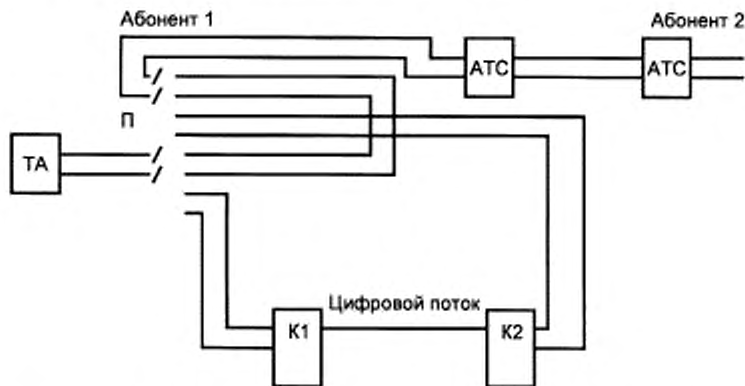 Абонент 1
Абонент 2
АТС
АТС
П
ТА
Цифровой поток
К1
К2